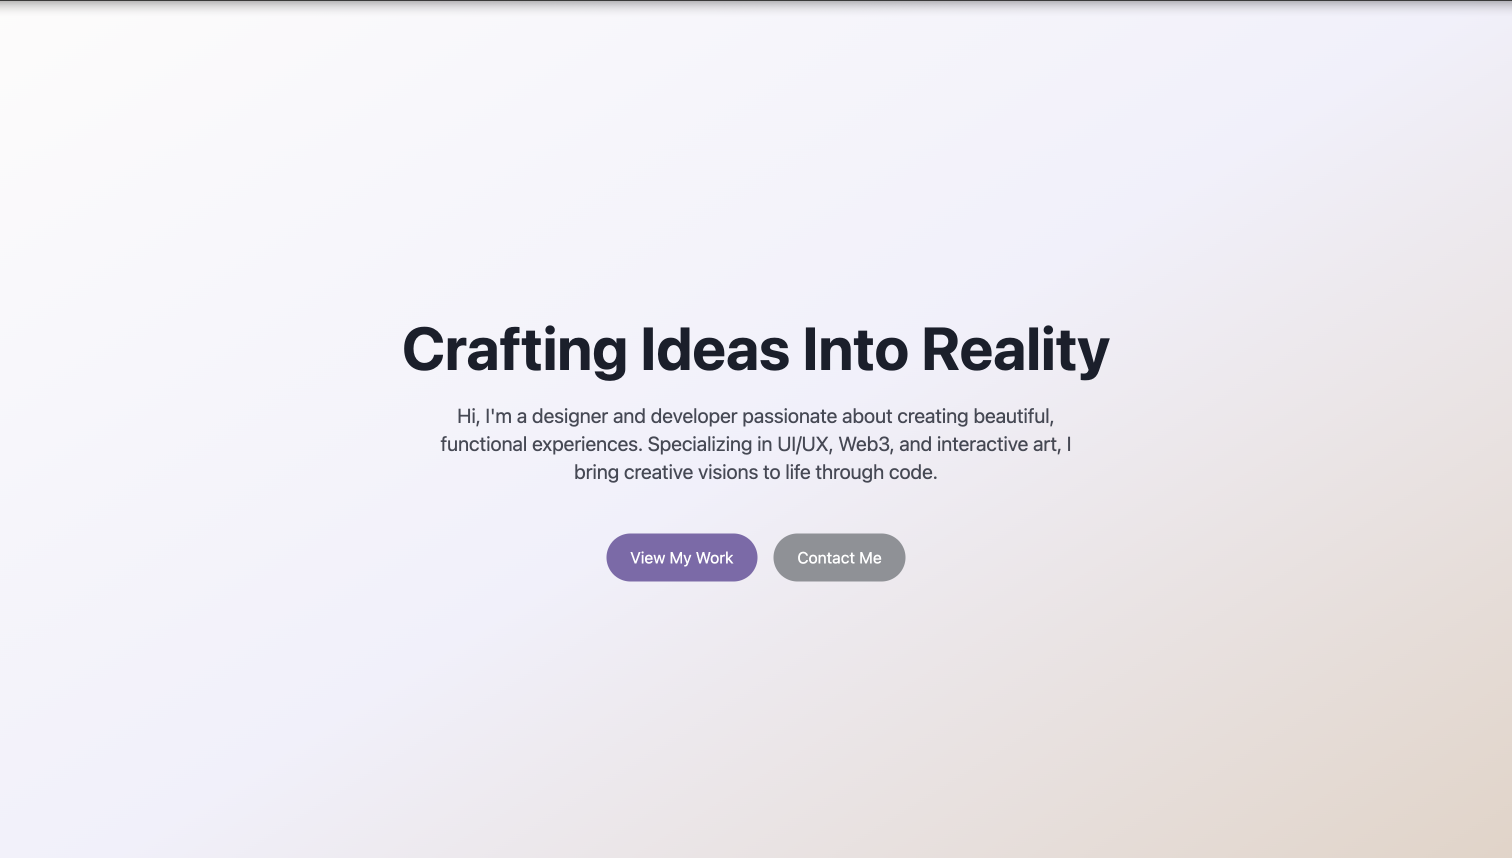 Crafting Ideas Into Reality
Hi, I'm a designer and developer passionate about creating beautiful,
functional experiences. Specializing in UI/UX, Web3, and interactive art, I
bring creative visions to life through code.
View My Work
Contact Me